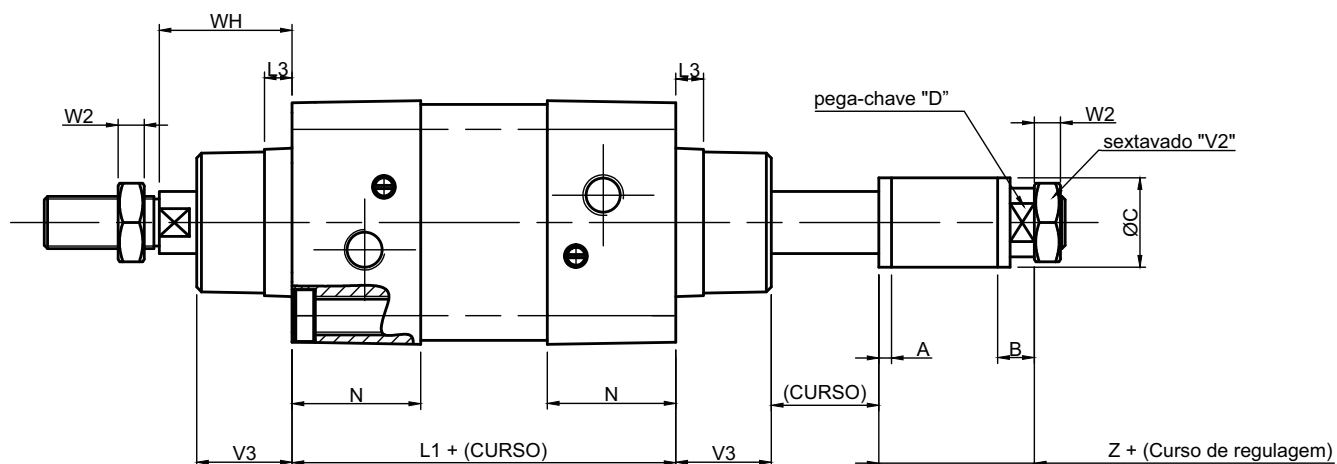 WH
L3
L3
W2
pega-chave "D”
W2
sextavado "V2"
ØC
A
B
N
N
(CURSO)
V3
L1 + (CURSO)
V3
Z + (Curso de regulagem)